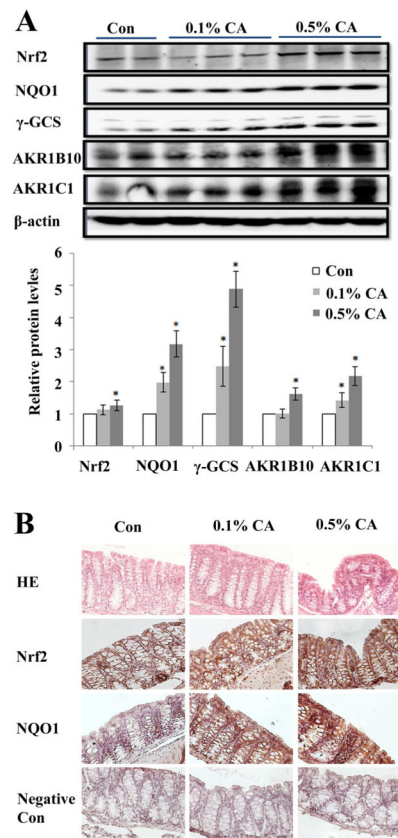 A
Con 0.1% CA 0.5% CA
Nrf2
NQO1
γ-GCS
AKR1B10
AKR1C1
β-actin
Relative protein levles
6
5
4
3
2
1
0
Con
0.1% CA
0.5% CA
* * * * * * * *
Nrf2 NQO1 γ-GCS AKR1B10 AKR1C1
B
Con 0.1% CA 0.5% CA
HE
Nrf2
NQO1
Negative
Con